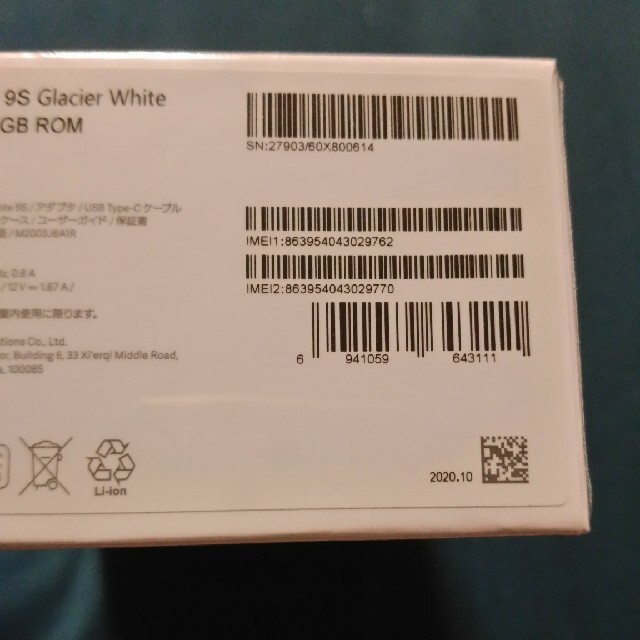 9S Glacier White
GB ROM
SN:27903/60X800614
ite 9S/アダプタ/USB Type-C ケーブル
ケース/ユーザーガイド/保証書
/M2003J6A1R
IMEI1:863954043029762
z, 0.6 A
/12V⎓1.67A/
IMEI2:863954043029770
内使用に限ります。
6 941059 643111
tions Co., Ltd.
or, Building 6, 33 Xi'erqi Middle Road,
a, 100085
Li-ion
2020.10